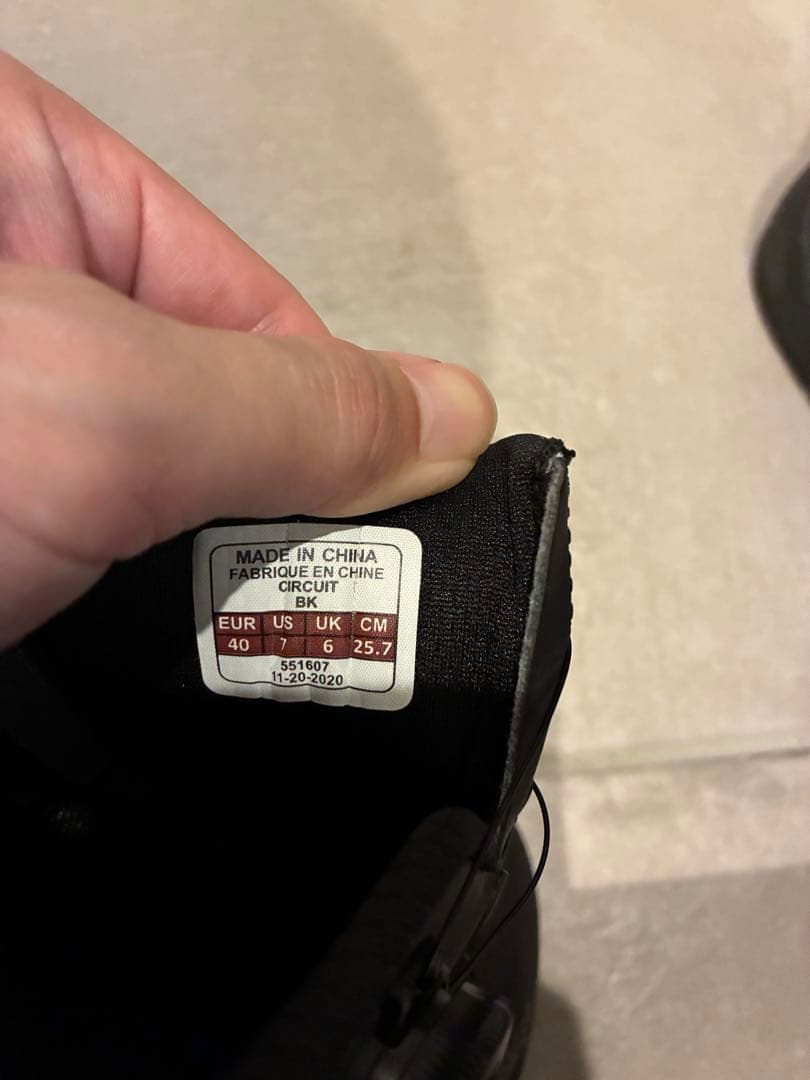 MADE IN CHINA
FABRIQUE EN CHINE
CIRCUIT
BK
EUR US UK CM
40 7 6 25.7
551607
11-20-2020